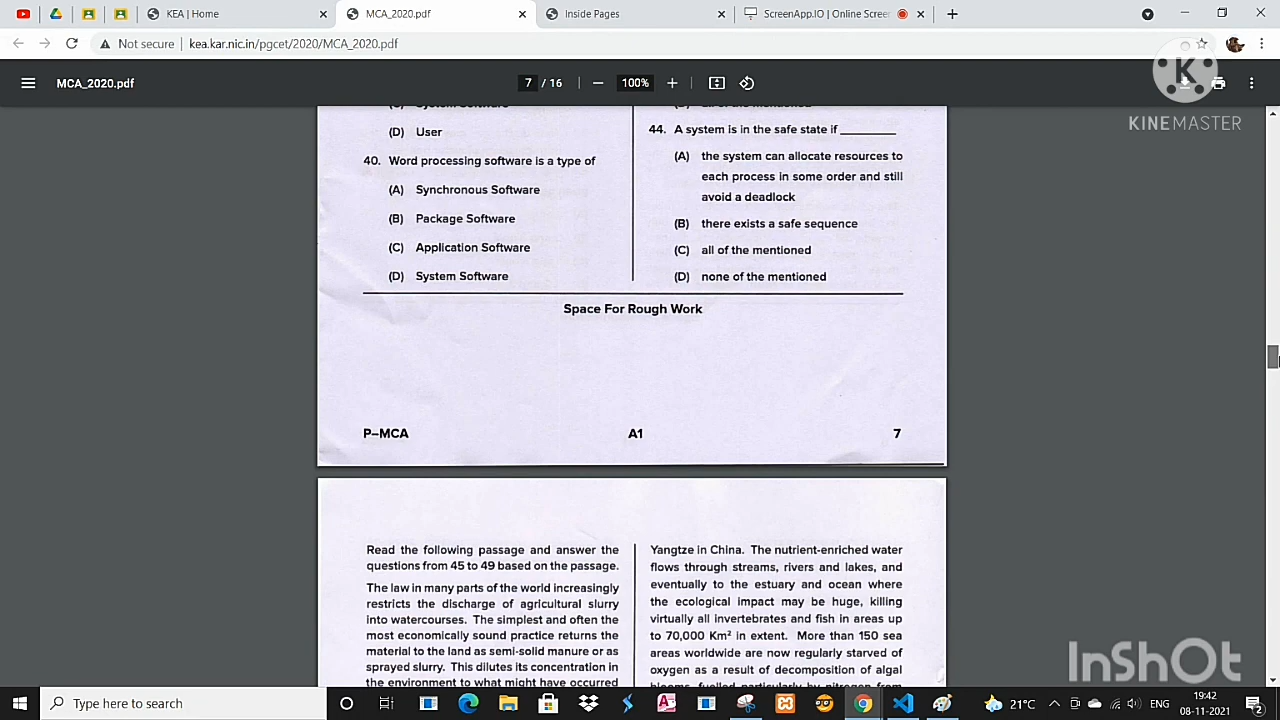 KEA | Home
MCA_2020.pdf
Inside Pages
ScreenApp.IO | Online Screen
Not secure
kea.kar.nic.in/pgcet/2020/MCA_2020.pdf
K
KINEMASTER
MCA_2020.pdf
7 / 16
100%
(D) User
40. Word processing software is a type of
(A) Synchronous Software
(B) Package Software
(C) Application Software
(D) System Software
44. A system is in the safe state if ________
(A) the system can allocate resources to
each process in some order and still
avoid a deadlock
(B) there exists a safe sequence
(C) all of the mentioned
(D) none of the mentioned
Space For Rough Work
P–MCA A1 7
Read the following passage and answer the
questions from 45 to 49 based on the passage.
The law in many parts of the world increasingly
restricts the discharge of agricultural slurry
into watercourses. The simplest and often the
most economically sound practice returns the
material to the land as semi-solid manure or as
sprayed slurry. This dilutes its concentration in
the environment to what might have occurred
Yangtze in China. The nutrient-enriched water
flows through streams, rivers and lakes, and
eventually to the estuary and ocean where
the ecological impact may be huge, killing
virtually all invertebrates and fish in areas up
to 70,000 Km² in extent. More than 150 sea
areas worldwide are now regularly starved of
oxygen as a result of decomposition of algal
InShOt
Type here to search
21°C
ENG
19:42
08-11-2021
2